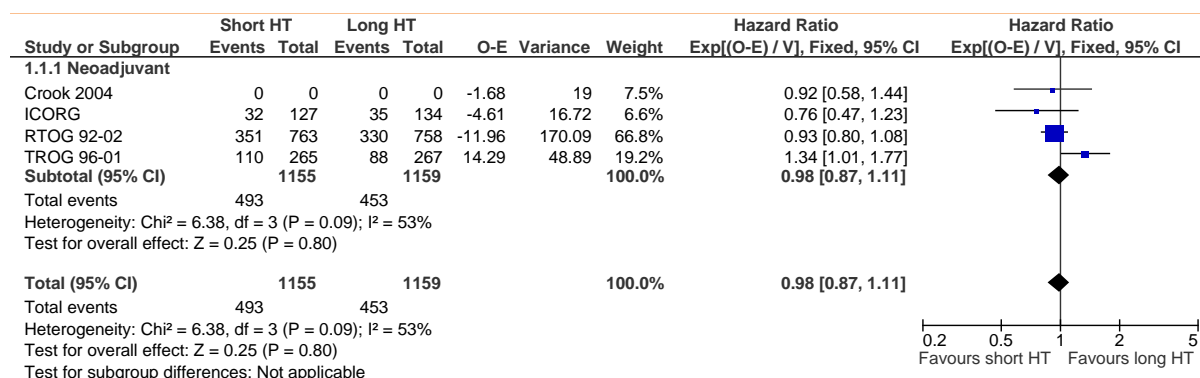 Short HT Long HT Hazard Ratio Hazard Ratio
Study or Subgroup Events Total Events Total O-E Variance Weight Exp[(O-E) / V], Fixed, 95% CI Exp[(O-E) / V], Fixed, 95% CI
1.1.1 Neoadjuvant
Crook 2004 0 0 0 0 -1.68 19 7.5% 0.92 [0.58, 1.44]
ICORG 32 127 35 134 -4.61 16.72 6.6% 0.76 [0.47, 1.23]
RTOG 92-02 351 763 330 758 -11.96 170.09 66.8% 0.93 [0.80, 1.08]
TROG 96-01 110 265 88 267 14.29 48.89 19.2% 1.34 [1.01, 1.77]
Subtotal (95% CI) 1155 1159 100.0% 0.98 [0.87, 1.11]
Total events 493 453
Heterogeneity: Chi² = 6.38, df = 3 (P = 0.09); I² = 53%
Test for overall effect: Z = 0.25 (P = 0.80)
Total (95% CI) 1155 1159 100.0% 0.98 [0.87, 1.11]
Total events 493 453
Heterogeneity: Chi² = 6.38, df = 3 (P = 0.09); I² = 53%
Test for overall effect: Z = 0.25 (P = 0.80)
Test for subgroup differences: Not applicable
0.2 0.5 1 2 5
Favours short HT Favours long HT